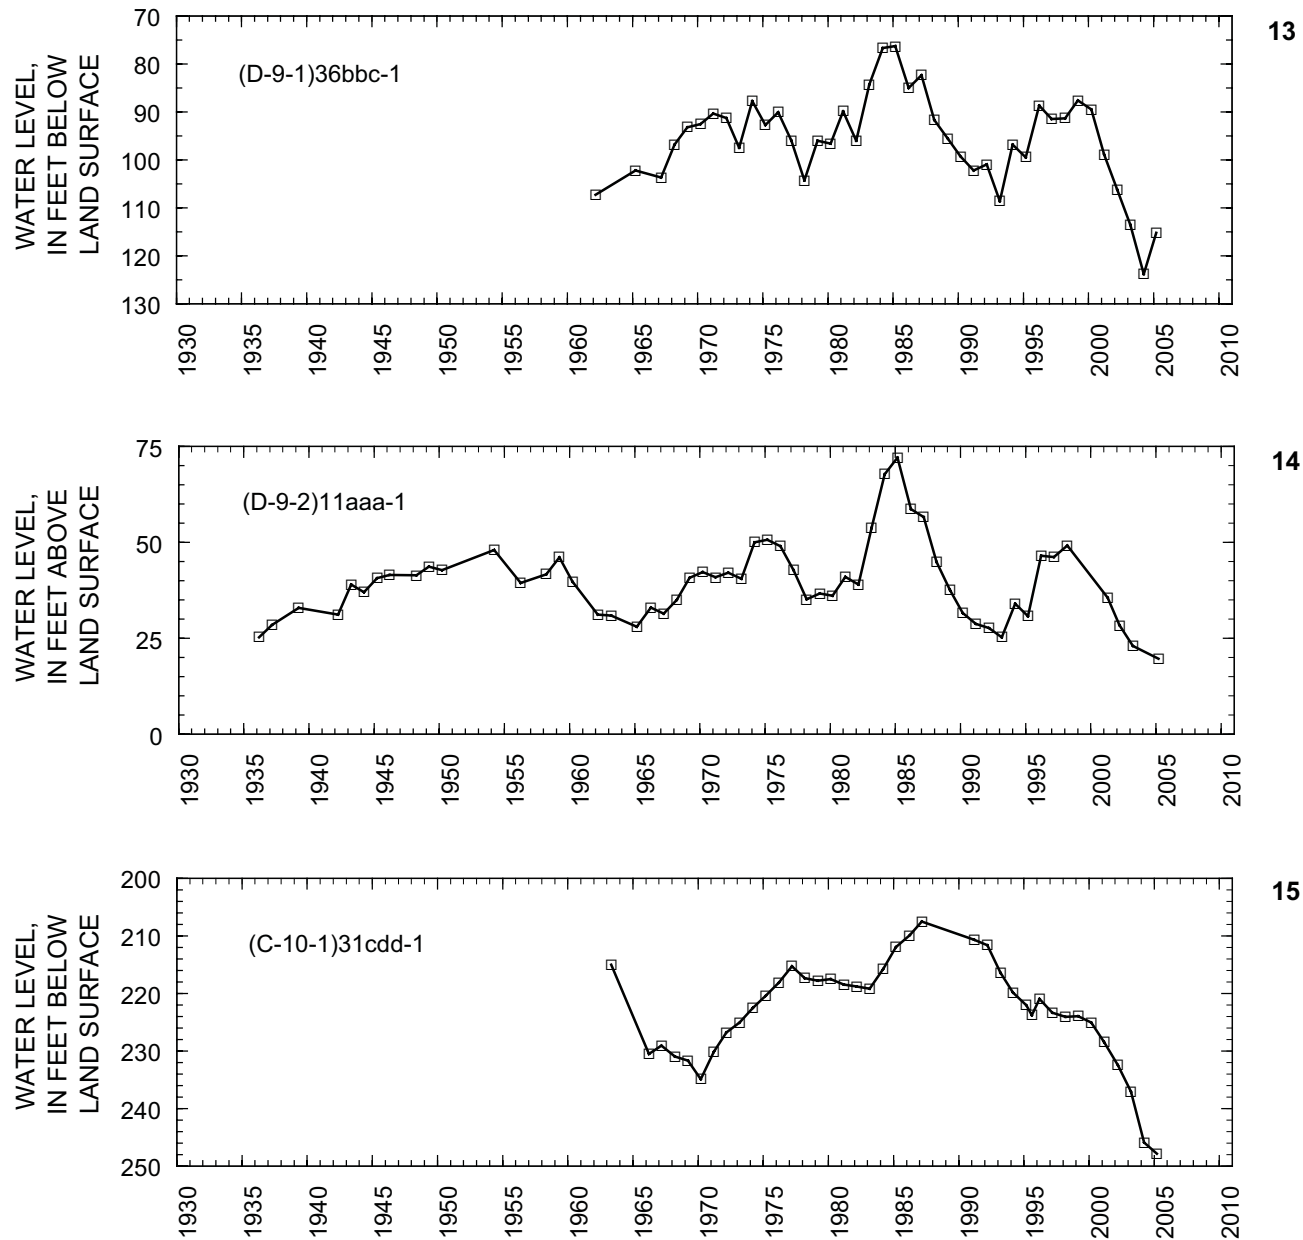 13
WATER LEVEL,
IN FEET BELOW
LAND SURFACE
(D-9-1)36bbc-1
70
80
90
100
110
120
130
1930 1935 1940 1945 1950 1955 1960 1965 1970 1975 1980 1985 1990 1995 2000 2005 2010
14
WATER LEVEL,
IN FEET ABOVE
LAND SURFACE
(D-9-2)11aaa-1
75
50
25
0
1930 1935 1940 1945 1950 1955 1960 1965 1970 1975 1980 1985 1990 1995 2000 2005 2010
15
WATER LEVEL,
IN FEET BELOW
LAND SURFACE
(C-10-1)31cdd-1
200
210
220
230
240
250
1930 1935 1940 1945 1950 1955 1960 1965 1970 1975 1980 1985 1990 1995 2000 2005 2010